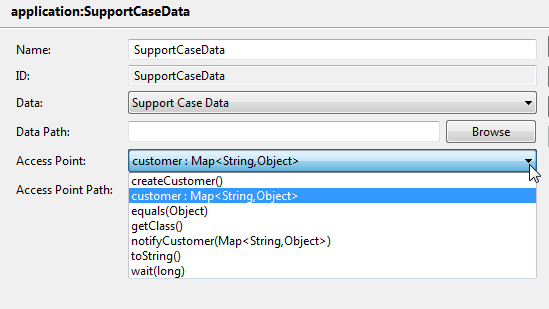 application:SupportCaseData
Name: SupportCaseData
ID: SupportCaseData
Data: Support Case Data
Data Path: Browse
Access Point: customer : Map<String,Object>
Access Point Path:
createCustomer()
customer : Map<String,Object>
equals(Object)
getClass()
notifyCustomer(Map<String,Object>)
toString()
wait(long)